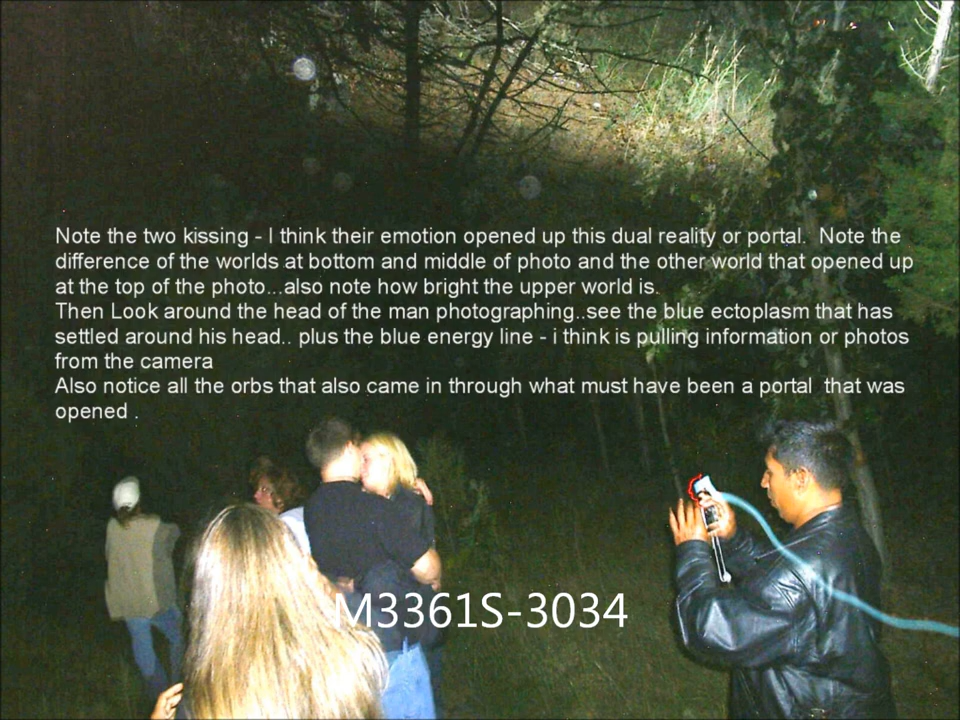 Note the two kissing - I think their emotion opened up this dual reality or portal.  Note the
difference of the worlds at bottom and middle of photo and the other world that opened up
at the top of the photo...also note how bright the upper world is.
Then Look around the head of the man photographing..see the blue ectoplasm that has
settled around his head.. plus the blue energy line - i think is pulling information or photos
from the camera
Also notice all the orbs that also came in through what must have been a portal  that was
opened .
M3361S-3034